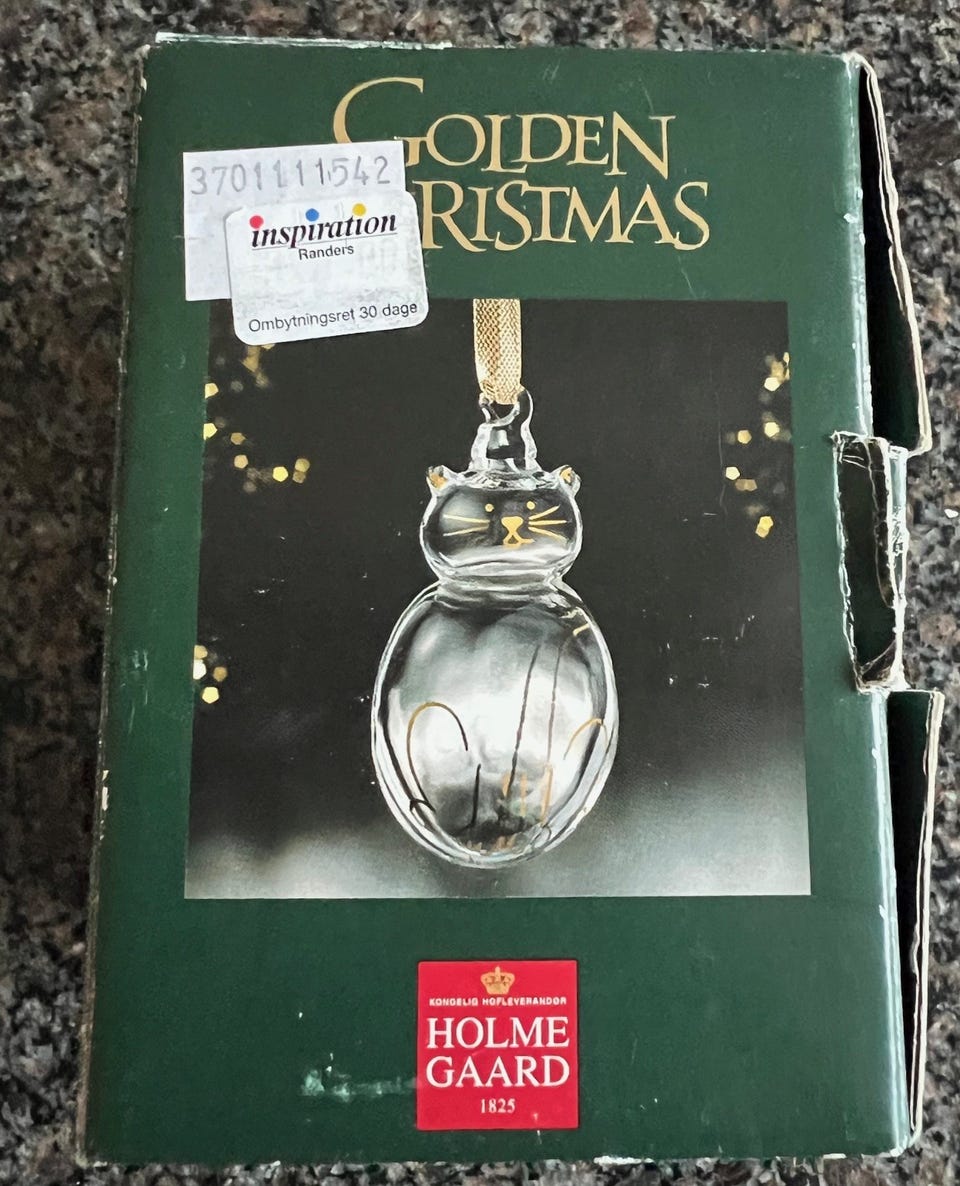 GOLDEN
RISTMAS
3701111542
inspiration
Randers
Ombytningsret 30 dage
KONGELIG HOFLEVERANDØR
HOLME
GAARD
1825